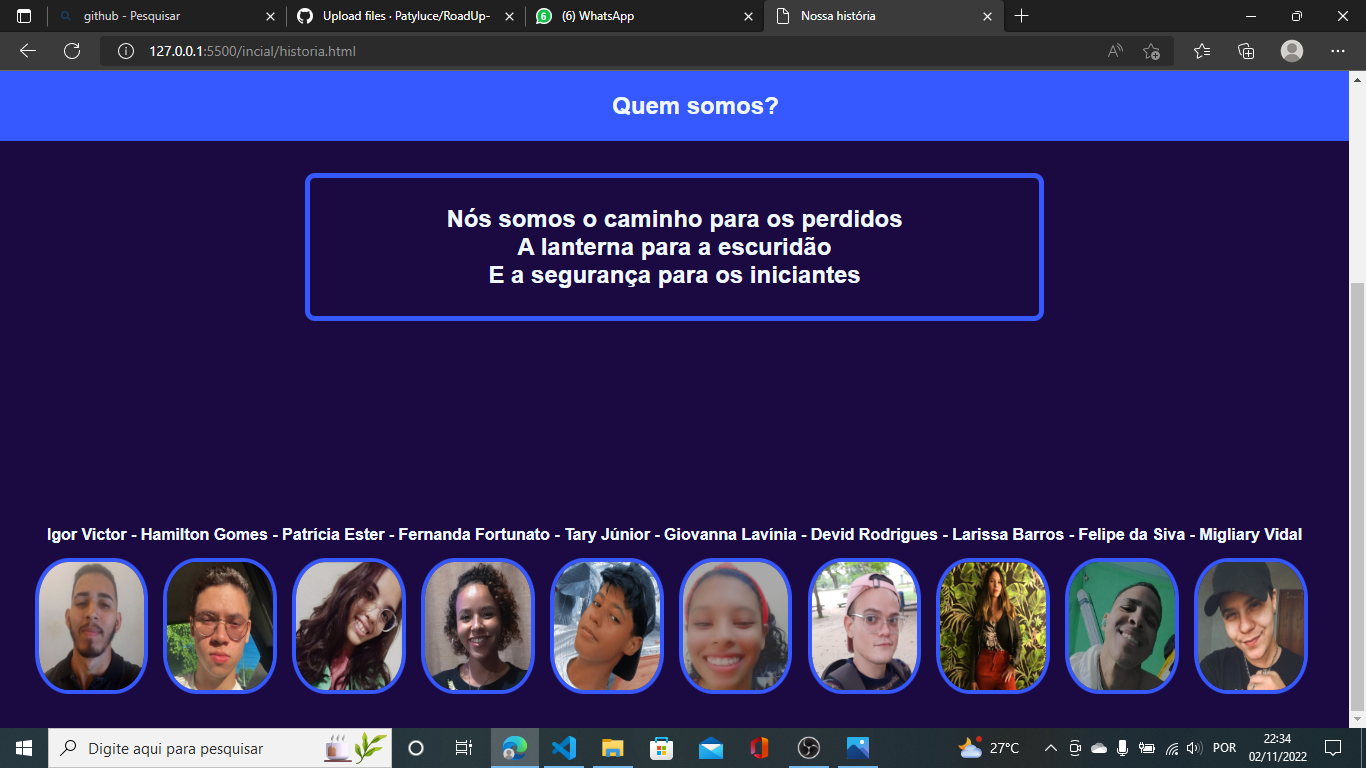 github - Pesquisar
Upload files · Patyluce/RoadUp-
6
(6) WhatsApp
Nossa história
127.0.0.1:5500/incial/historia.html
Quem somos?
Nós somos o caminho para os perdidos
A lanterna para a escuridão
E a segurança para os iniciantes
Igor Victor - Hamilton Gomes - Patrícia Ester - Fernanda Fortunato - Tary Júnior - Giovanna Lavínia - Devid Rodrigues - Larissa Barros - Felipe da Silva - Migliary Vidal
Digite aqui para pesquisar
27°C
POR
22:34
02/11/2022